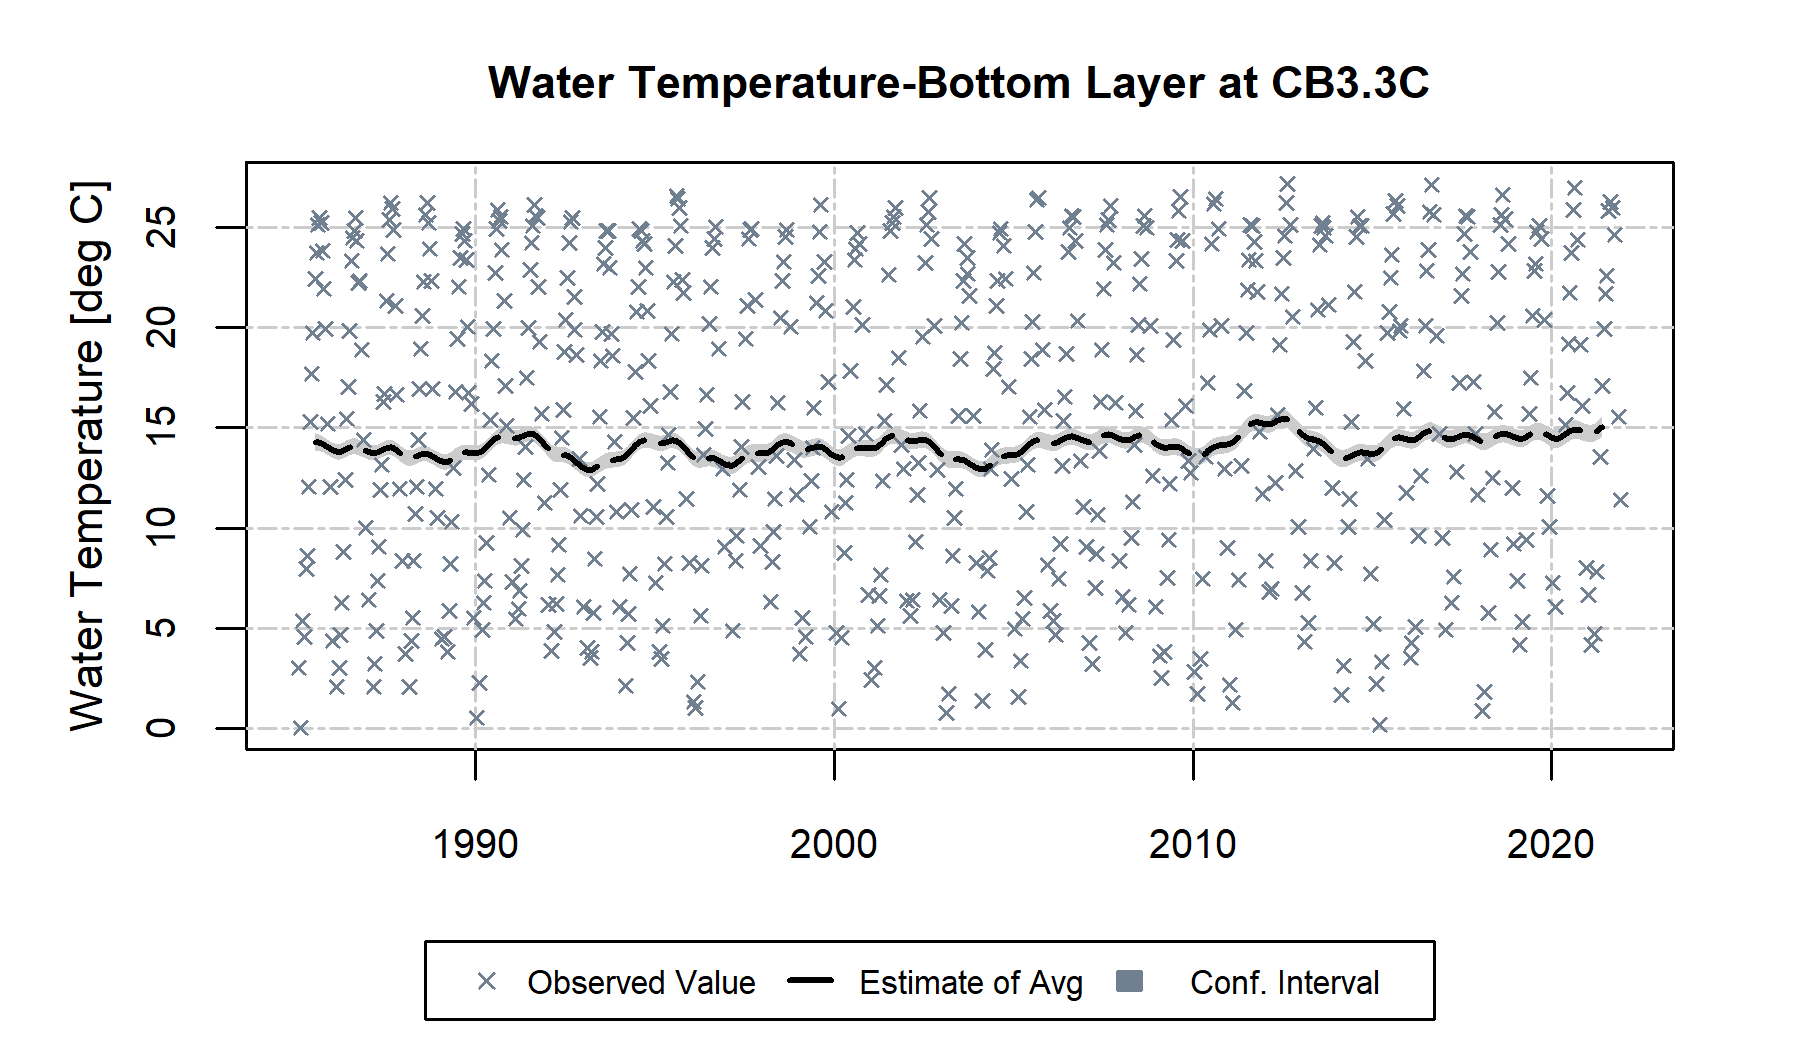 Water Temperature-Bottom Layer at CB3.3C
Water Temperature [deg C]
25
20
15
10
5
0
1990 2000 2010 2020
Observed Value Estimate of Avg Conf. Interval